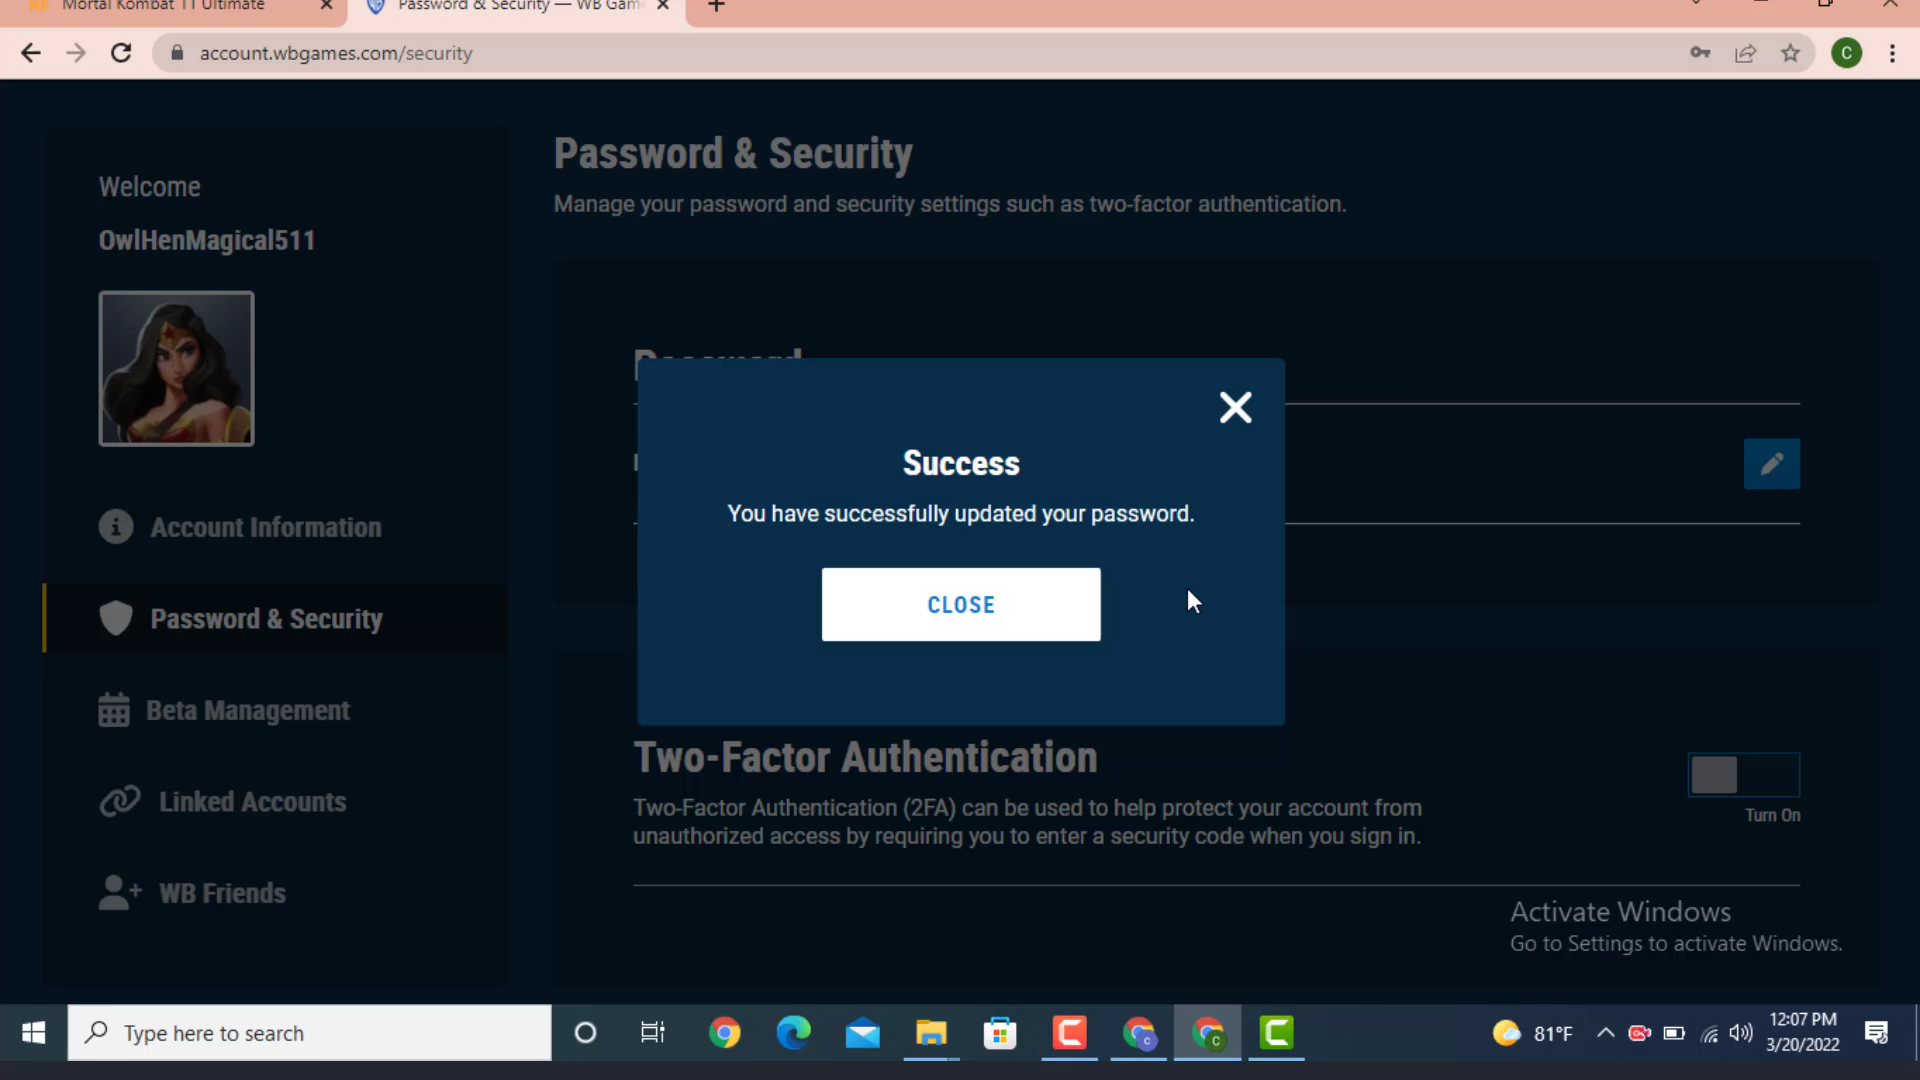 Mortal Kombat 11 Ultimate
Password & Security — WB Gam
account.wbgames.com/security
C
Welcome
OwlHenMagical511
Account Information
Password & Security
Beta Management
Linked Accounts
WB Friends
Password & Security
Manage your password and security settings such as two-factor authentication.
Password
Success
You have successfully updated your password.
CLOSE
Two-Factor Authentication
Two-Factor Authentication (2FA) can be used to help protect your account from
unauthorized access by requiring you to enter a security code when you sign in.
Turn On
Activate Windows
Go to Settings to activate Windows.
Type here to search
81°F
12:07 PM
3/20/2022